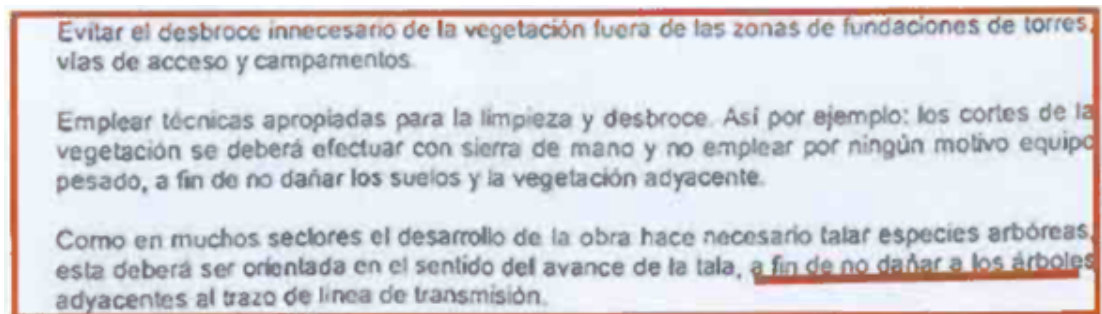 Evitar el desbroce innecesario de la vegetación fuera de las zonas de fundaciones de torres,
vías de acceso y campamentos.
Emplear técnicas apropiadas para la limpieza y desbroce. Así por ejemplo: los cortes de la
vegetación se deberá efectuar con sierra de mano y no emplear por ningún motivo equipo
pesado, a fin de no dañar los suelos y la vegetación adyacente.
Como en muchos sectores el desarrollo de la obra hace necesario talar especies arbóreas,
esta deberá ser orientada en el sentido del avance de la tala, a fin de no dañar a los árboles
adyacentes al trazo de línea de transmisión.